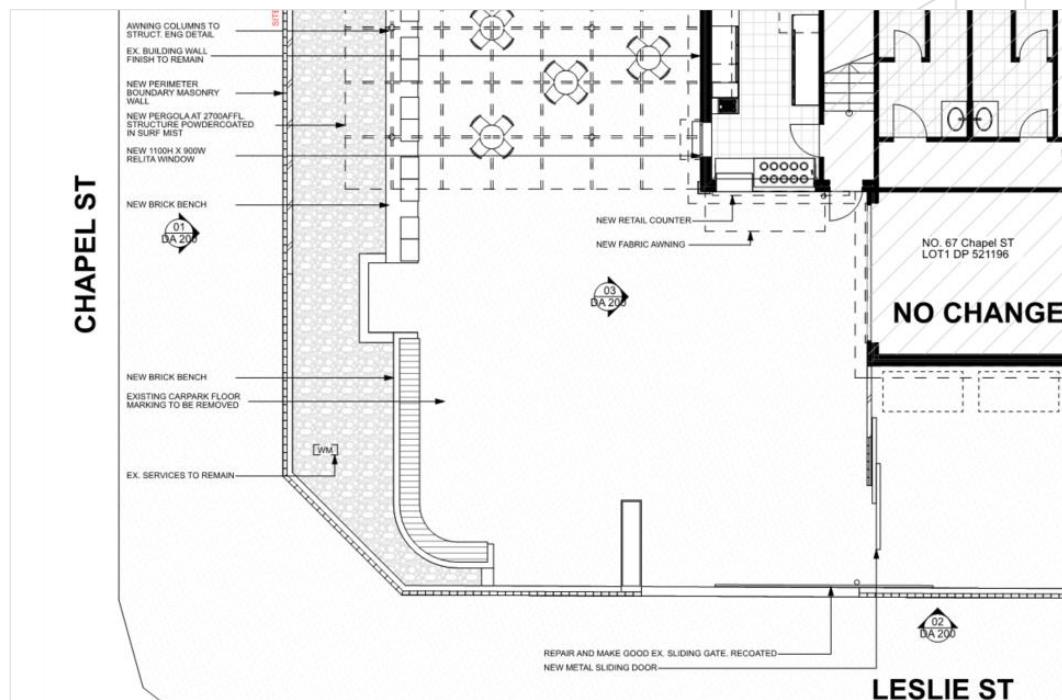 SITE
AWNING COLUMNS TO
STRUCT. ENG DETAIL
EX. BUILDING WALL
FINISH TO REMAIN
NEW PERIMETER
BOUNDARY MASONRY
WALL
NEW PERGOLA AT 2700AFFL.
STRUCTURE POWDERCOATED
IN SURF MIST
NEW 1100H X 900W
RELITA WINDOW
NEW BRICK BENCH
CHAPEL ST
01
DA 200
NEW RETAIL COUNTER
NEW FABRIC AWNING
NO. 67 Chapel ST
LOT1 DP 521196
NO CHANGE
03
DA 200
NEW BRICK BENCH
EXISTING CARPARK FLOOR
MARKING TO BE REMOVED
WM
EX. SERVICES TO REMAIN
02
DA 200
REPAIR AND MAKE GOOD EX. SLIDING GATE. RECOATED
NEW METAL SLIDING DOOR
LESLIE ST